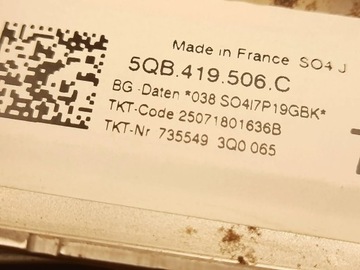 Made in France SO4 J
5QB.419.506.C
BG-Daten *038 SO4I7P19GBK*
TKT-Code 25071801636B
TKT-Nr 735549 3Q0 065